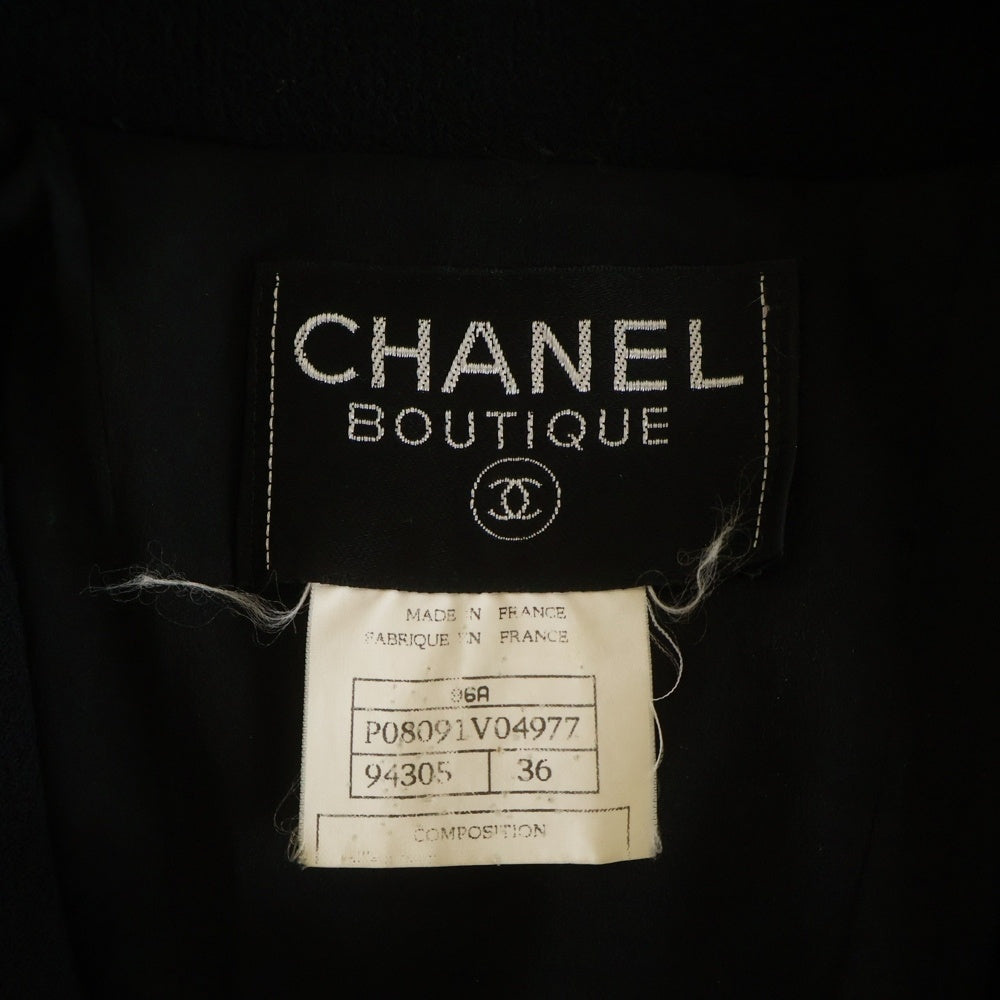 CHANEL
BOUTIQUE
MADE IN FRANCE
FABRIQUE EN FRANCE
96A
P08091V04977
94305 36
COMPOSITION